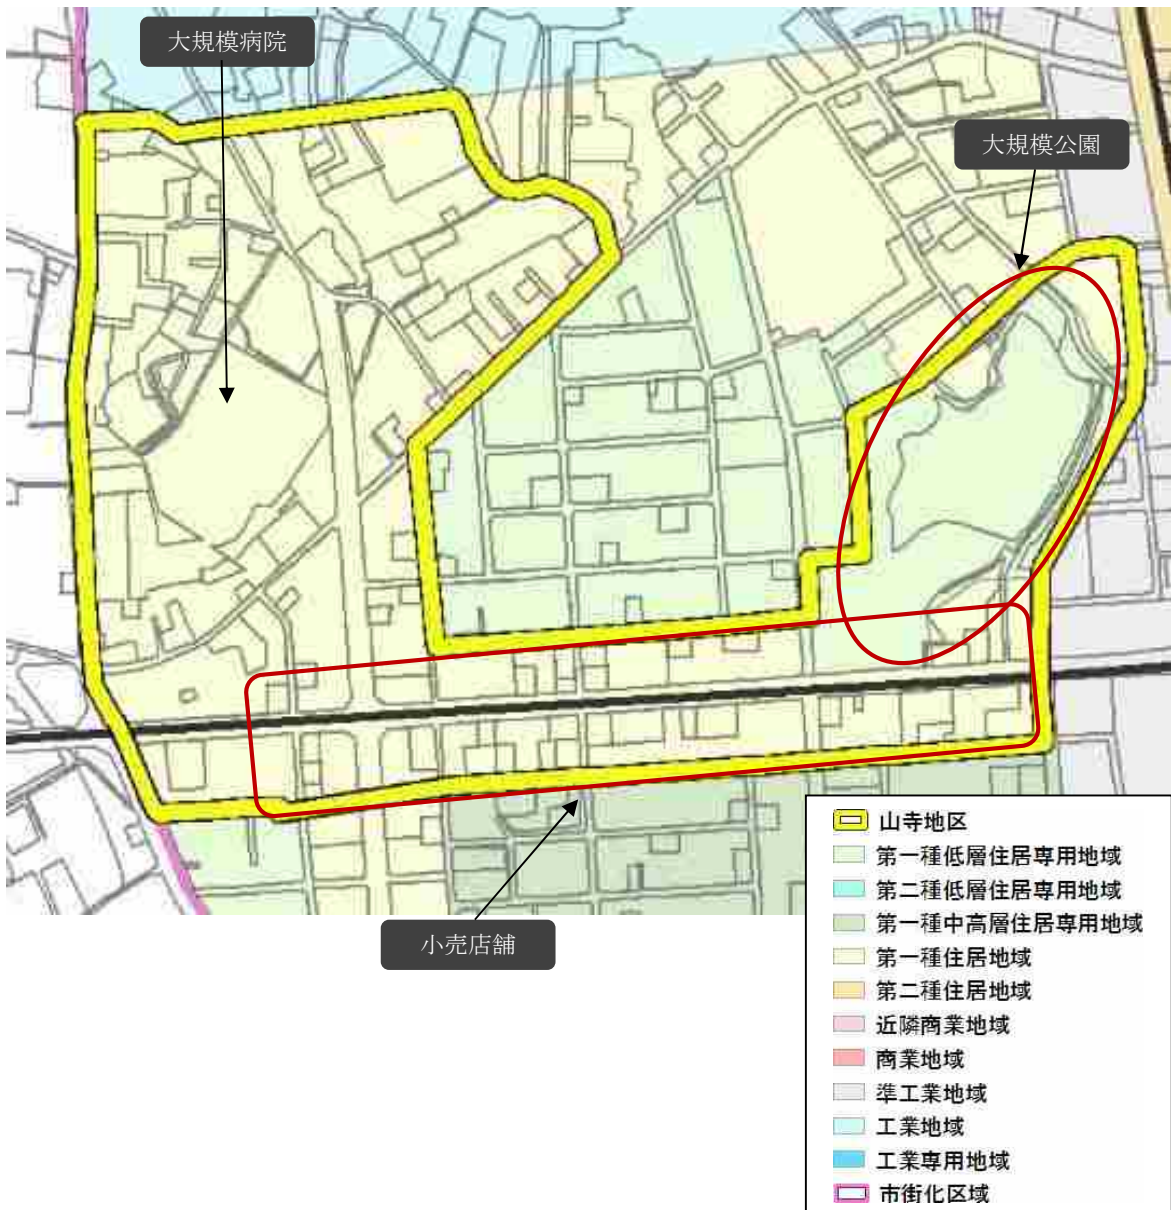 大規模病院
大規模公園
小売店舗
山寺地区
第一種低層住居専用地域
第二種低層住居専用地域
第一種中高層住居専用地域
第一種住居地域
第二種住居地域
近隣商業地域
商業地域
準工業地域
工業地域
工業専用地域
市街化区域